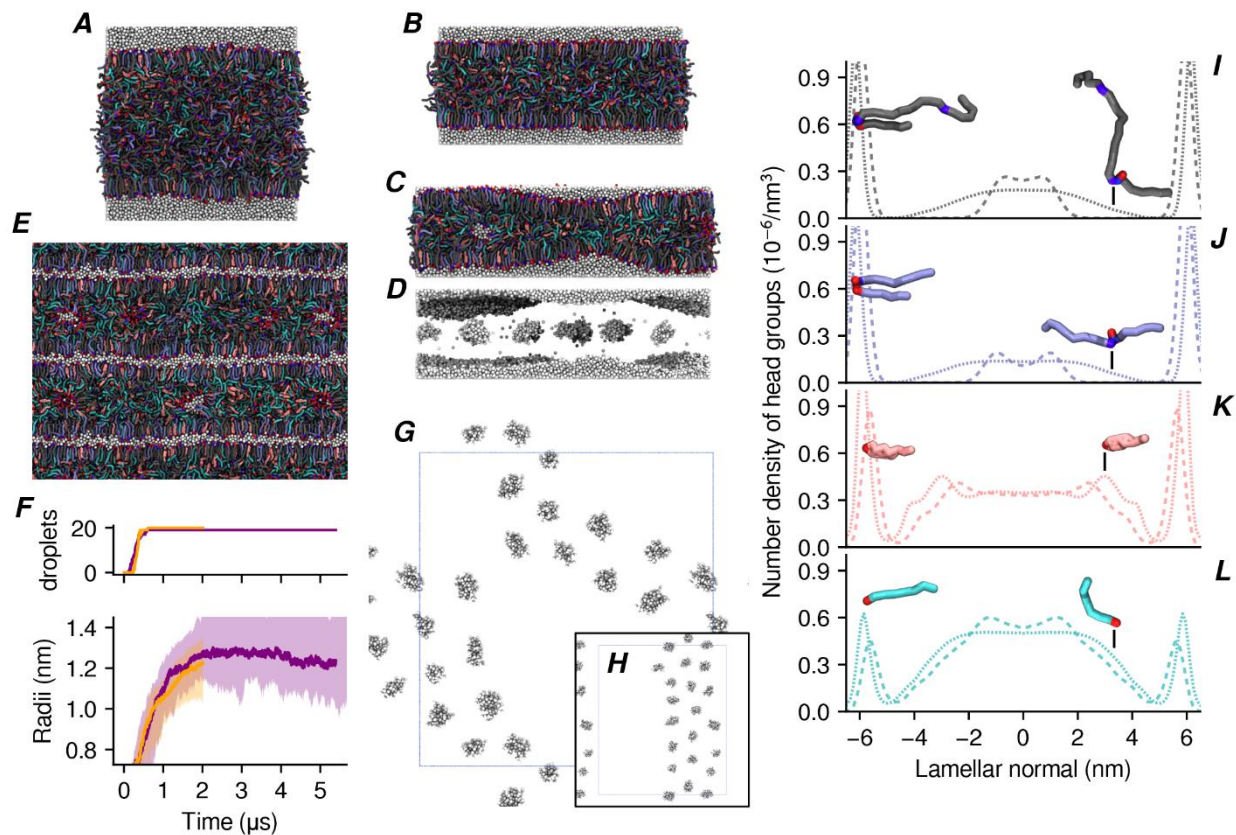 A
B
C
D
E
F
droplets
20
0
Radii (nm)
1.4
1.2
1.0
0.8
0 1 2 3 4 5
Time (μs)
G
H
Number density of head groups (10⁻⁶/nm³)
I
0.9
0.6
0.3
0.0
J
0.9
0.6
0.3
0.0
K
0.9
0.6
0.3
0.0
L
0.9
0.6
0.3
0.0
−6 −4 −2 0 2 4 6
Lamellar normal (nm)